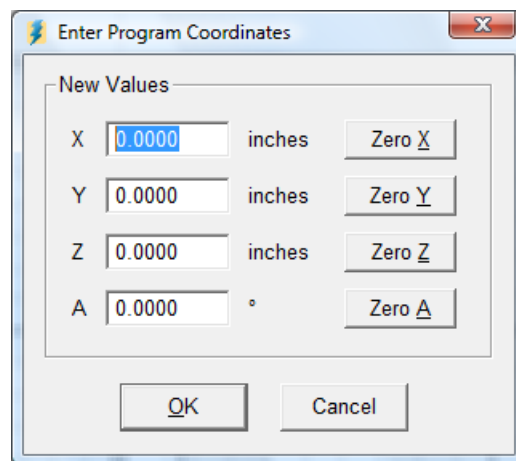 Enter Program Coordinates
New Values
X 0.0000 inches Zero X
Y 0.0000 inches Zero Y
Z 0.0000 inches Zero Z
A 0.0000 ° Zero A
OK Cancel